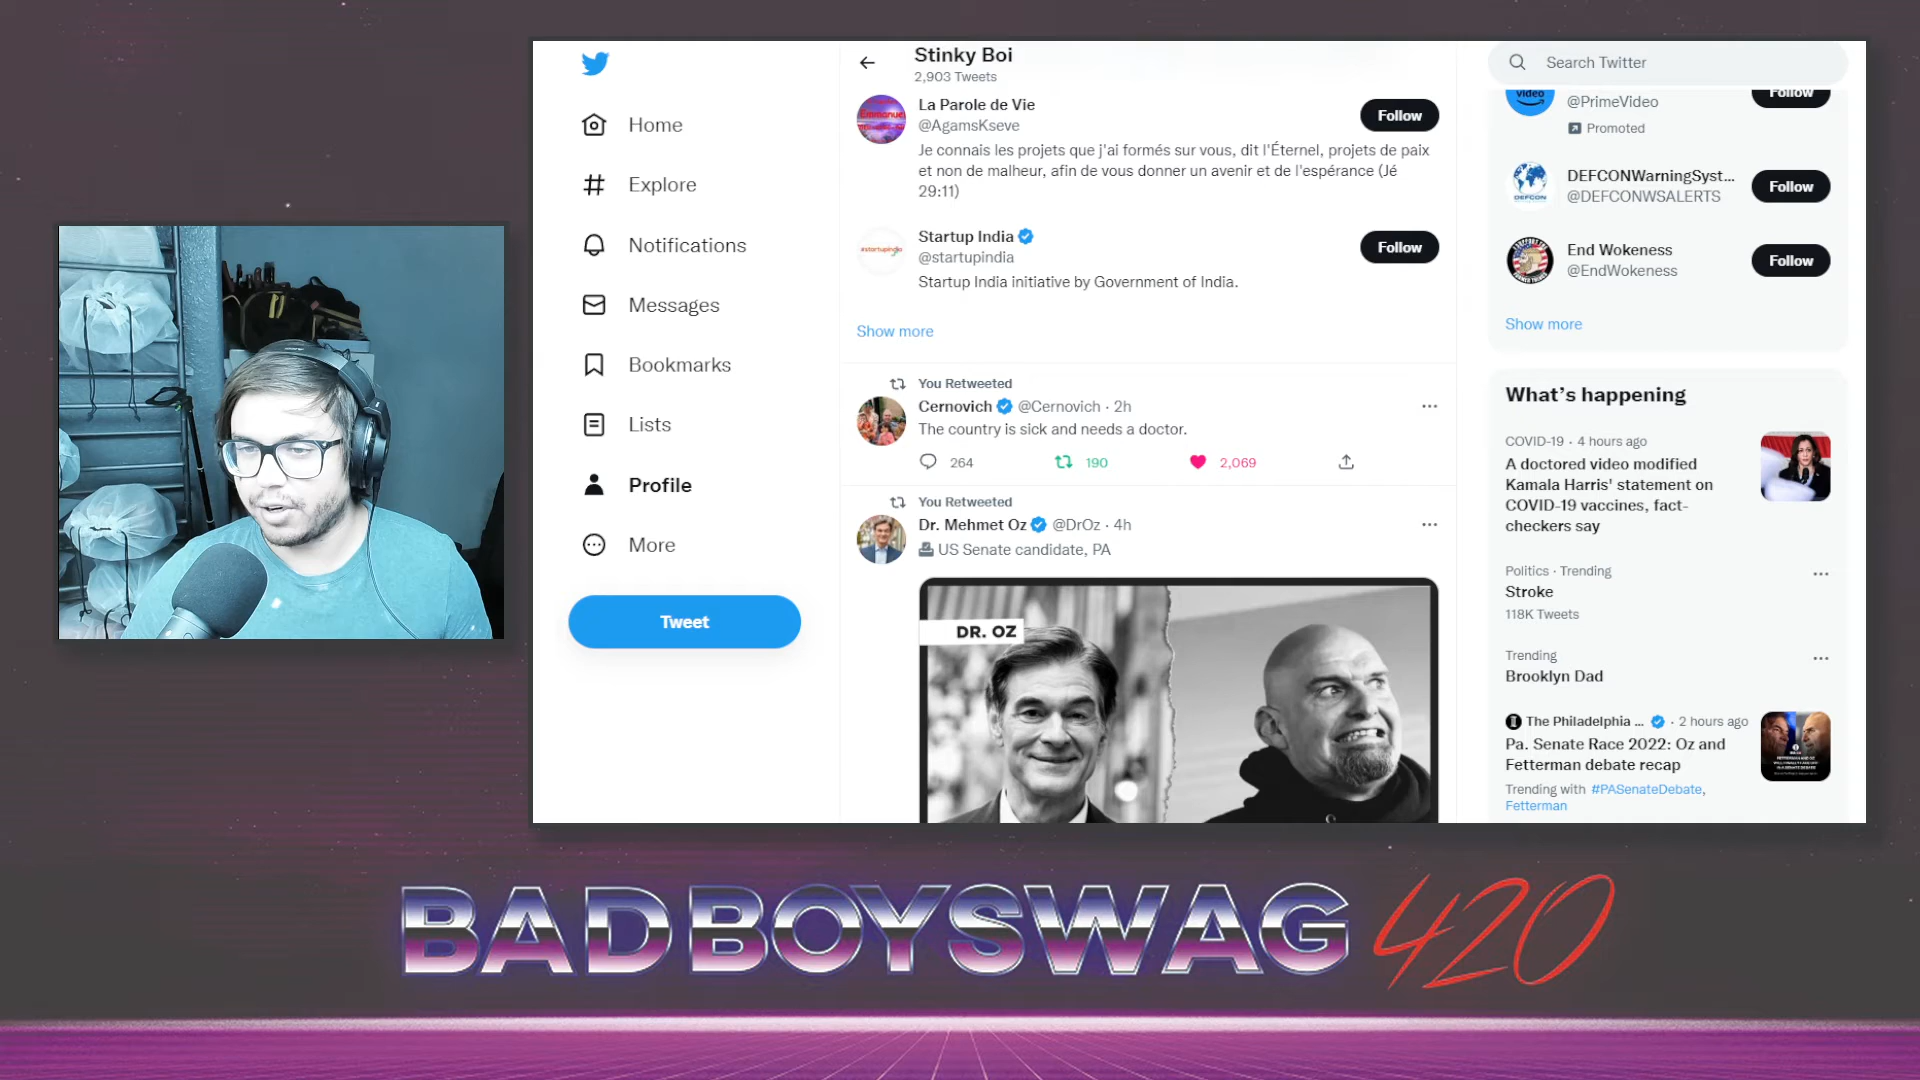 Home
Explore
Notifications
Messages
Bookmarks
Lists
Profile
More
Tweet
Stinky Boi
2,903 Tweets
La Parole de Vie
@AgamsKseve
Follow
Je connais les projets que j'ai formés sur vous, dit l'Éternel, projets de paix
et non de malheur, afin de vous donner un avenir et de l'espérance (Jé
29:11)
#startupindia
Startup India
@startupindia
Follow
Startup India initiative by Government of India.
Show more
You Retweeted
Cernovich @Cernovich · 2h
The country is sick and needs a doctor.
264
190
2,069
You Retweeted
Dr. Mehmet Oz @DrOz · 4h
US Senate candidate, PA
DR. OZ
Search Twitter
video
@PrimeVideo
Follow
Promoted
DEFCON
DEFCONWarningSyst...
@DEFCONWSALERTS
Follow
End Wokeness
@EndWokeness
Follow
Show more
What's happening
COVID-19 · 4 hours ago
A doctored video modified
Kamala Harris' statement on
COVID-19 vaccines, fact-
checkers say
Politics · Trending
Stroke
118K Tweets
Trending
Brooklyn Dad
The Philadelphia ... · 2 hours ago
Pa. Senate Race 2022: Oz and
Fetterman debate recap
Trending with #PASenateDebate,
Fetterman
BADBOYSWAG 420